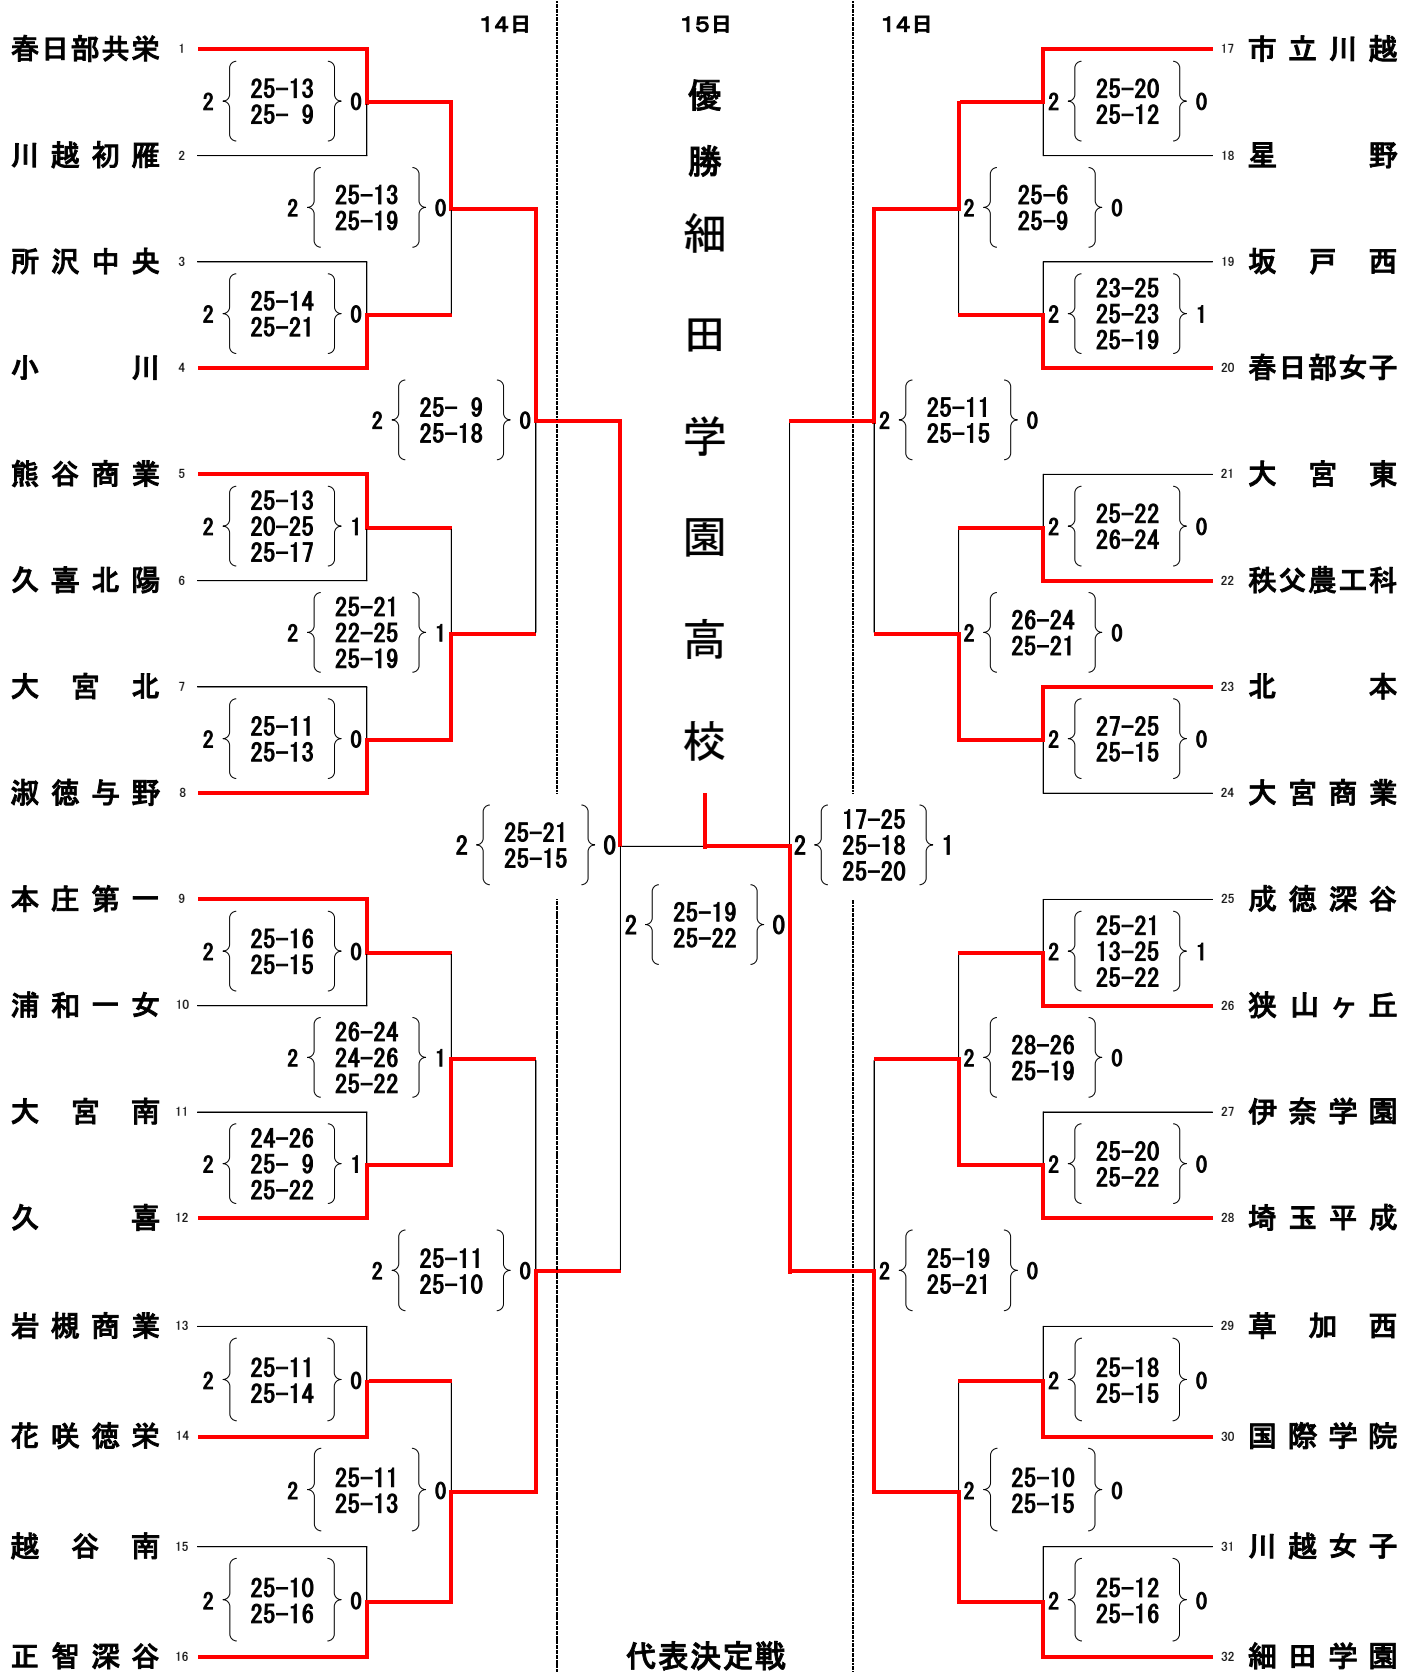 14日
15日
14日
優勝
細田学園高校
春日部共栄 1
2 25-13 0
25- 9
川越初雁 2
2 25-13 0
25-19
所沢中央 3
2 25-14 0
25-21
小川 4
2 25- 9 0
25-18
熊谷商業 5
2 25-13
20-25 1
25-17
久喜北陽 6
2 25-21
22-25 1
25-19
大宮北 7
2 25-11 0
25-13
淑徳与野 8
2 25-21 0
25-15
本庄第一 9
2 25-16 0
25-15
浦和一女 10
2 26-24
24-26 1
25-22
大宮南 11
2 24-26
25- 9 1
25-22
久喜 12
2 25-11 0
25-10
岩槻商業 13
2 25-11 0
25-14
花咲徳栄 14
2 25-11 0
25-13
越谷南 15
2 25-10 0
25-16
正智深谷 16
2 25-19 0
25-22
17 市立川越
2 25-20 0
25-12
18 星野
2 25-6 0
25-9
19 坂戸西
2 23-25
25-23 1
25-19
20 春日部女子
2 25-11 0
25-15
21 大宮東
2 25-22 0
26-24
22 秩父農工科
2 26-24 0
25-21
23 北本
2 27-25 0
25-15
24 大宮商業
2 17-25
25-18 1
25-20
25 成徳深谷
2 25-21
13-25 1
25-22
26 狭山ヶ丘
2 28-26 0
25-19
27 伊奈学園
2 25-20 0
25-22
28 埼玉平成
2 25-19 0
25-21
29 草加西
2 25-18 0
25-15
30 国際学院
2 25-10 0
25-15
31 川越女子
2 25-12 0
25-16
32 細田学園
代表決定戦